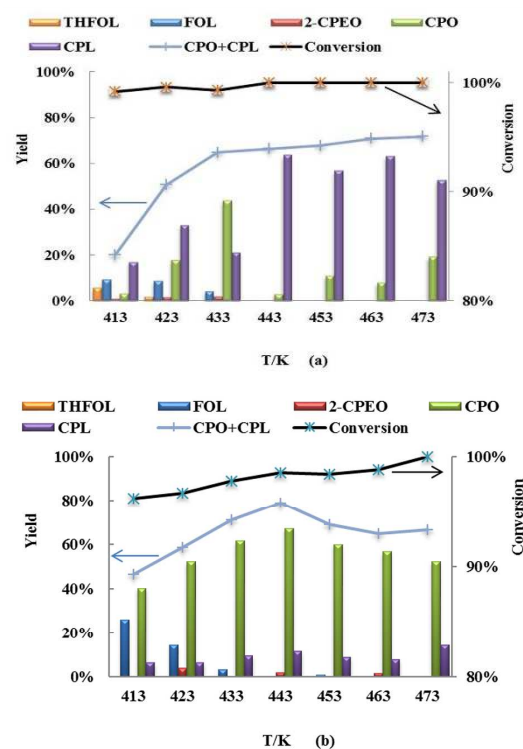 THFOL FOL 2-CPEO CPO
CPL CPO+CPL Conversion
100%
80%
60%
40%
20%
0%
Yield
100%
90%
80%
Conversion
413 423 433 443 453 463 473
T/K (a)
THFOL FOL 2-CPEO CPO
CPL CPO+CPL Conversion
100%
80%
60%
40%
20%
0%
Yield
100%
90%
80%
Conversion
413 423 433 443 453 463 473
T/K (b)